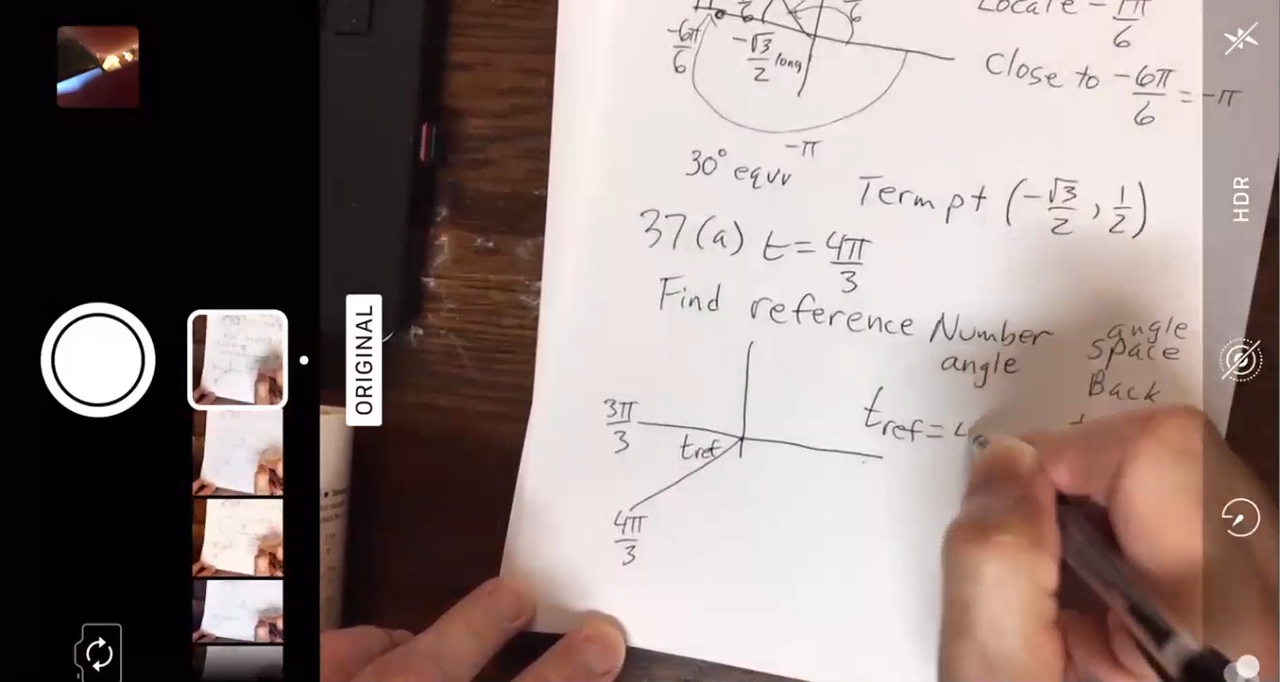 Locate -
Close to -6π/6 = -π
-6π/6
-√3/2 long
-π
30° equv
Term pt (-√3/2, 1/2)
37(a) t = 4π/3
Find reference Number
angle
angle
space
Back
3π/3
tref
tref = 4
4π/3
ORIGINAL
HDR